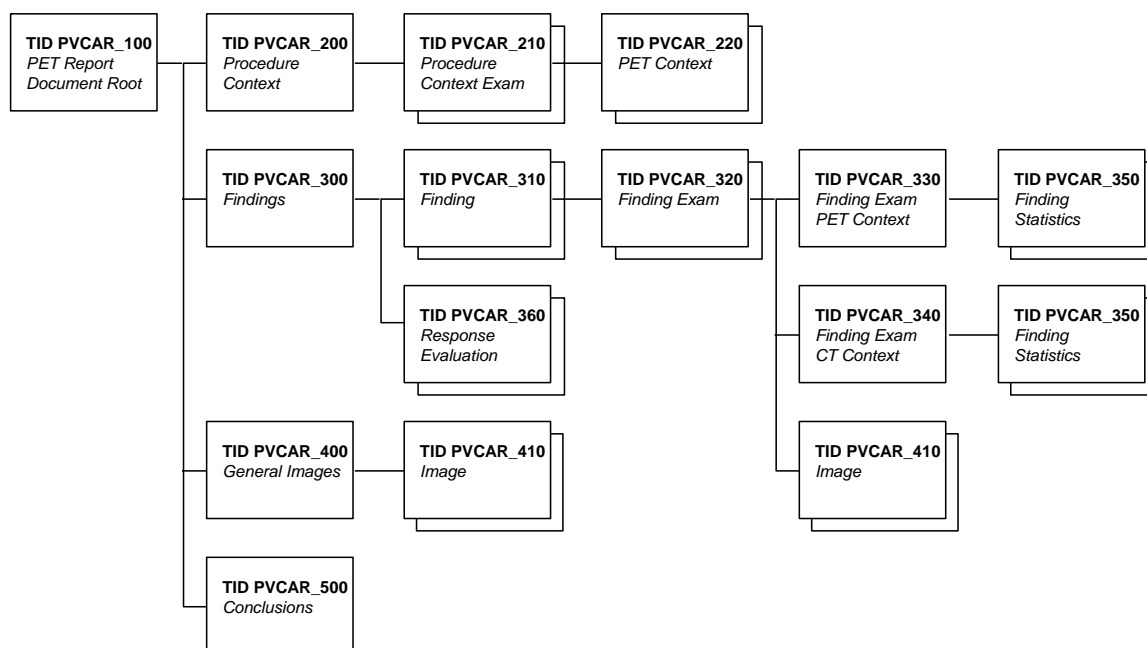 TID PVCAR_100
PET Report
Document Root
TID PVCAR_200
Procedure
Context
TID PVCAR_210
Procedure
Context Exam
TID PVCAR_220
PET Context
TID PVCAR_300
Findings
TID PVCAR_310
Finding
TID PVCAR_320
Finding Exam
TID PVCAR_330
Finding Exam
PET Context
TID PVCAR_350
Finding
Statistics
TID PVCAR_360
Response
Evaluation
TID PVCAR_340
Finding Exam
CT Context
TID PVCAR_350
Finding
Statistics
TID PVCAR_400
General Images
TID PVCAR_410
Image
TID PVCAR_410
Image
TID PVCAR_500
Conclusions